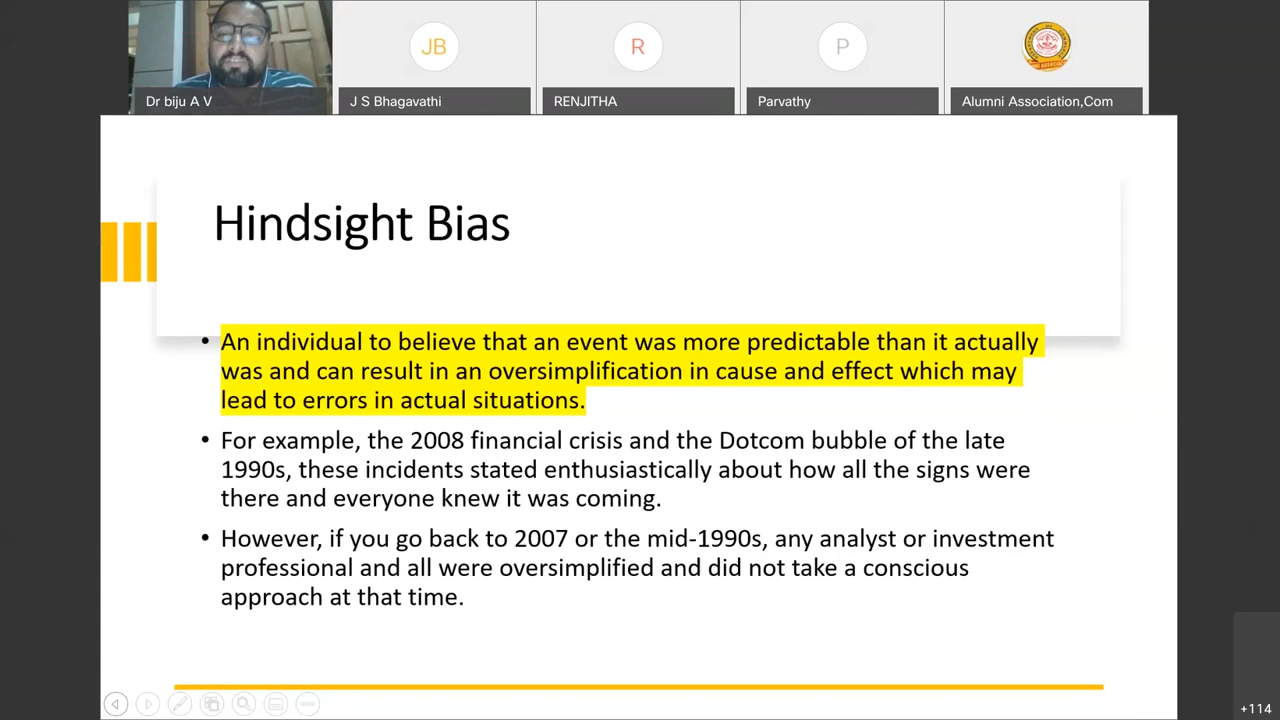 JB
R
P
Dr biju A V
J S Bhagavathi
RENJITHA
Parvathy
Alumni Association,Com
Hindsight Bias
• An individual to believe that an event was more predictable than it actually
was and can result in an oversimplification in cause and effect which may
lead to errors in actual situations.
• For example, the 2008 financial crisis and the Dotcom bubble of the late
1990s, these incidents stated enthusiastically about how all the signs were
there and everyone knew it was coming.
• However, if you go back to 2007 or the mid-1990s, any analyst or investment
professional and all were oversimplified and did not take a conscious
approach at that time.
+114